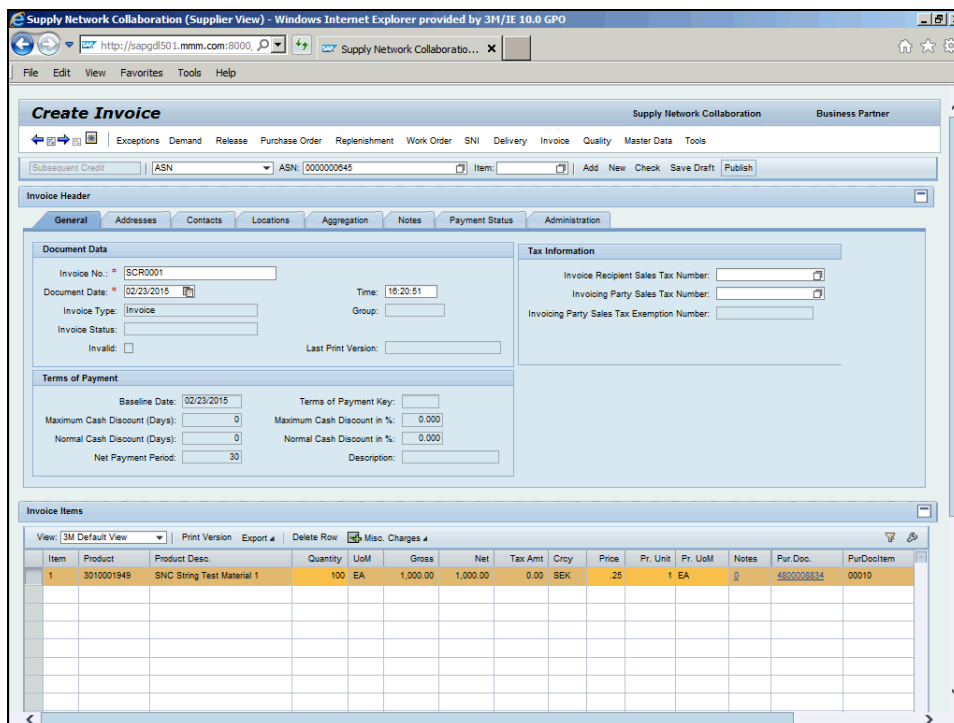 Supply Network Collaboration (Supplier View) - Windows Internet Explorer provided by 3M/IE 10.0 GPO
http://sapgdl501.mmm.com:8000, Supply Network Collaboratio...
File Edit View Favorites Tools Help
Create Invoice Supply Network Collaboration Business Partner
Exceptions Demand Release Purchase Order Replenishment Work Order SNI Delivery Invoice Quality Master Data Tools
Subsequent Credit ASN ASN: 0000000645 Item: Add New Check Save Draft Publish
Invoice Header
General Addresses Contacts Locations Aggregation Notes Payment Status Administration
Document Data Tax Information
Invoice No.: * SCR0001 Invoice Recipient Sales Tax Number:
Document Date: * 02/23/2015 Time: 16:20:51 Invoicing Party Sales Tax Number:
Invoice Type: Invoice Group: Invoicing Party Sales Tax Exemption Number:
Invoice Status:
Invalid: Last Print Version:
Terms of Payment
Baseline Date: 02/23/2015 Terms of Payment Key:
Maximum Cash Discount (Days): 0 Maximum Cash Discount in %: 0.000
Normal Cash Discount (Days): 0 Normal Cash Discount in %: 0.000
Net Payment Period: 30 Description:
Invoice Items
View: 3M Default View Print Version Export Delete Row Misc. Charges
Item Product Product Desc. Quantity UoM Gross Net Tax Amt Crcy Price Pr. Unit Pr. UoM Notes Pur.Doc. PurDocItem
1 3010001949 SNC String Test Material 1 100 EA 1,000.00 1,000.00 0.00 SEK .25 1 EA 0 4800008834 00010